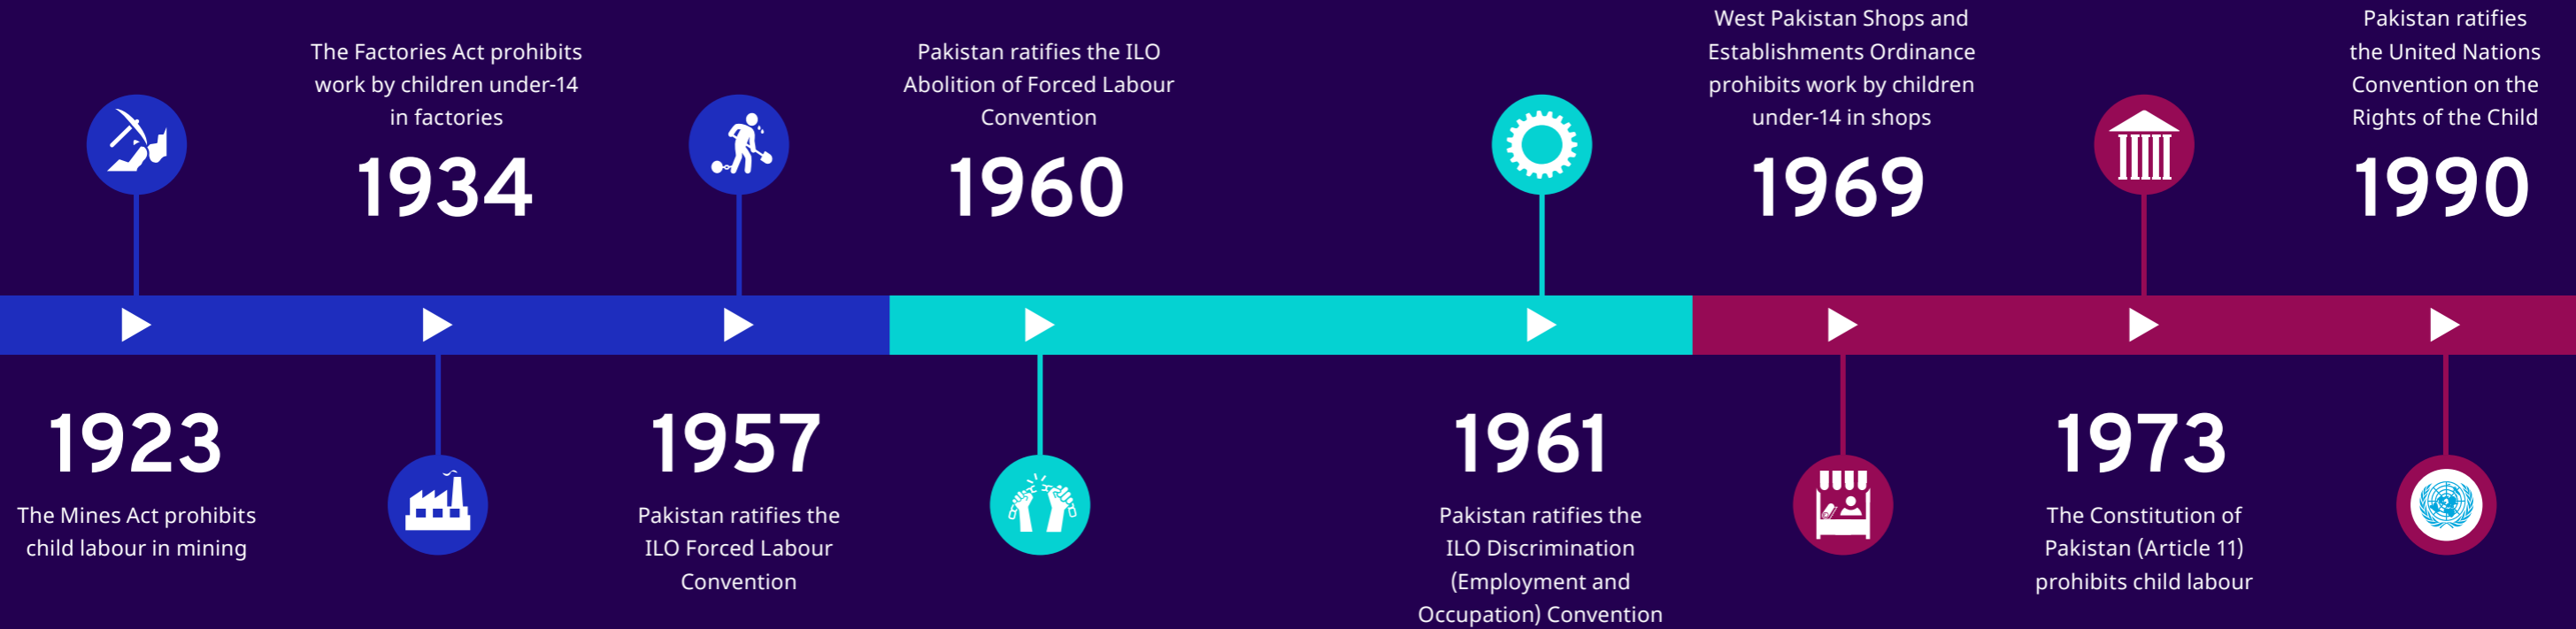 1923
The Mines Act prohibits
child labour in mining
The Factories Act prohibits
work by children under-14
in factories
1934
1957
Pakistan ratifies the
ILO Forced Labour
Convention
Pakistan ratifies the ILO
Abolition of Forced Labour
Convention
1960
1961
Pakistan ratifies the
ILO Discrimination
(Employment and
Occupation) Convention
West Pakistan Shops and
Establishments Ordinance
prohibits work by children
under-14 in shops
1969
1973
The Constitution of
Pakistan (Article 11)
prohibits child labour
Pakistan ratifies
the United Nations
Convention on the
Rights of the Child
1990